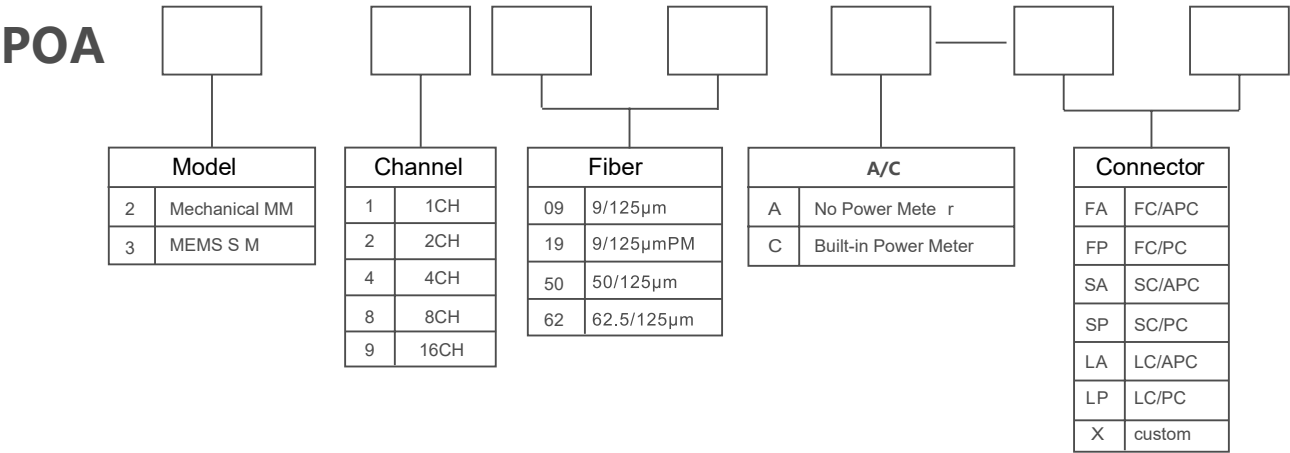 POA
Model
2 Mechanical MM
3 MEMS S M
Channel
1 1CH
2 2CH
4 4CH
8 8CH
9 16CH
Fiber
09 9/125μm
19 9/125μmPM
50 50/125μm
62 62.5/125μm
A/C
A No Power Mete r
C Built-in Power Meter
Connector
FA FC/APC
FP FC/PC
SA SC/APC
SP SC/PC
LA LC/APC
LP LC/PC
X custom